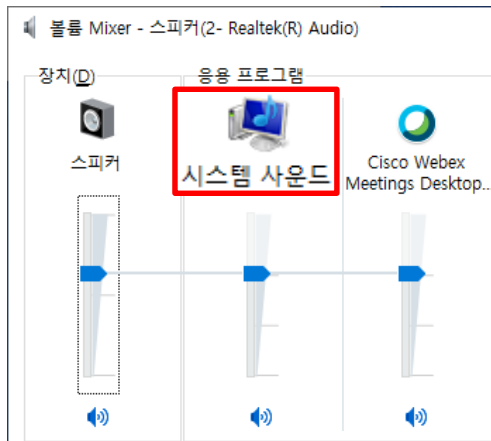 볼륨 Mixer - 스피커(2- Realtek(R) Audio)
장치(D)
응용 프로그램
스피커
시스템 사운드
Cisco Webex
Meetings Desktop...